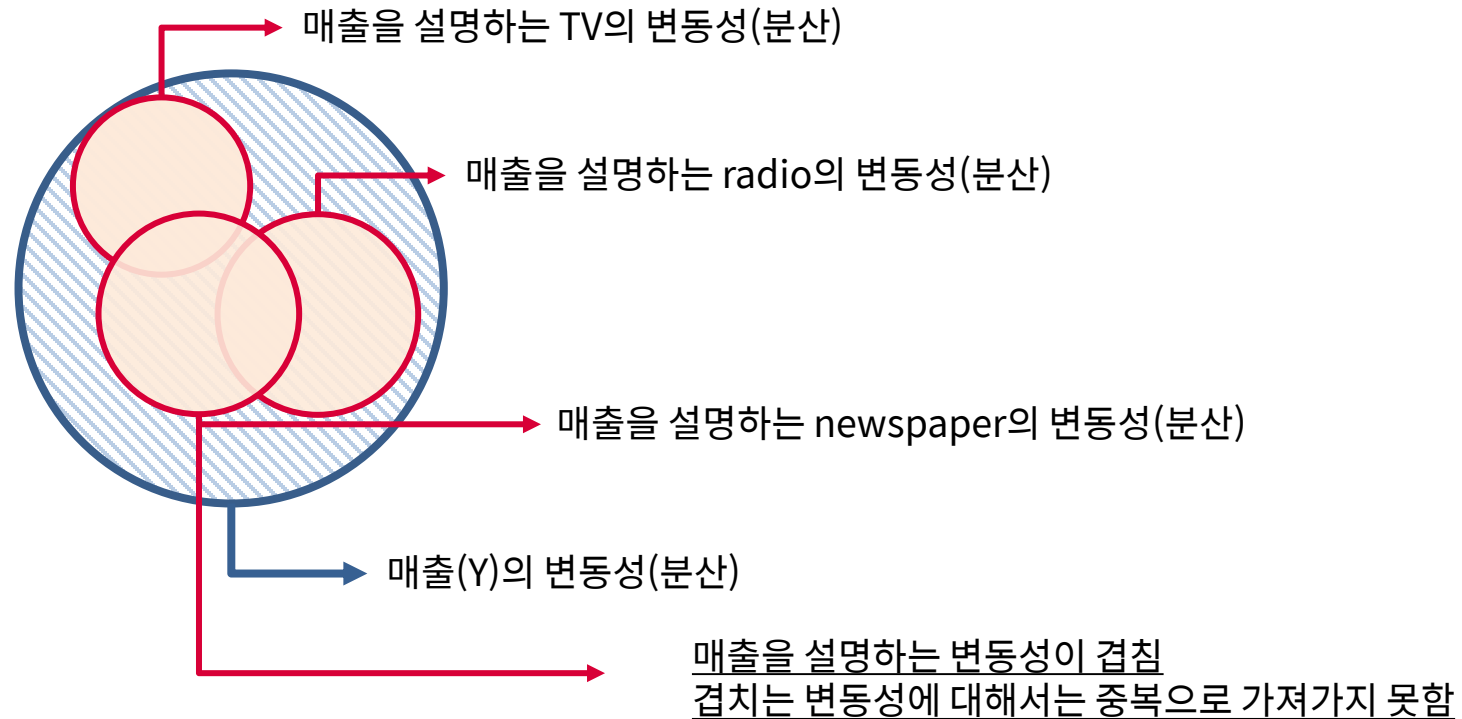 매출을 설명하는 TV의 변동성(분산)
매출을 설명하는 radio의 변동성(분산)
매출을 설명하는 newspaper의 변동성(분산)
매출(Y)의 변동성(분산)
매출을 설명하는 변동성이 겹침
겹치는 변동성에 대해서는 중복으로 가져가지 못함